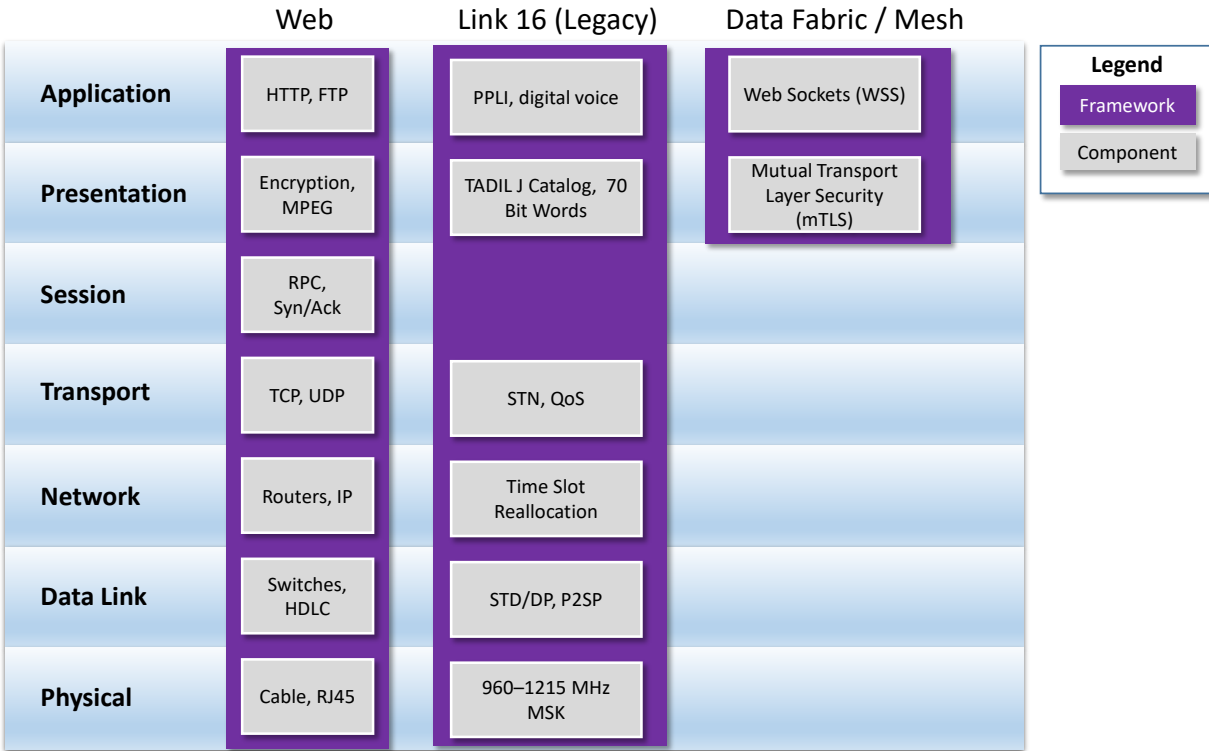 Web
Link 16 (Legacy)
Data Fabric / Mesh
Legend
Framework
Component
Application
HTTP, FTP
PPLI, digital voice
Web Sockets (WSS)
Presentation
Encryption,
MPEG
TADIL J Catalog, 70
Bit Words
Mutual Transport
Layer Security
(mTLS)
Session
RPC,
Syn/Ack
Transport
TCP, UDP
STN, QoS
Network
Routers, IP
Time Slot
Reallocation
Data Link
Switches,
HDLC
STD/DP, P2SP
Physical
Cable, RJ45
960–1215 MHz
MSK